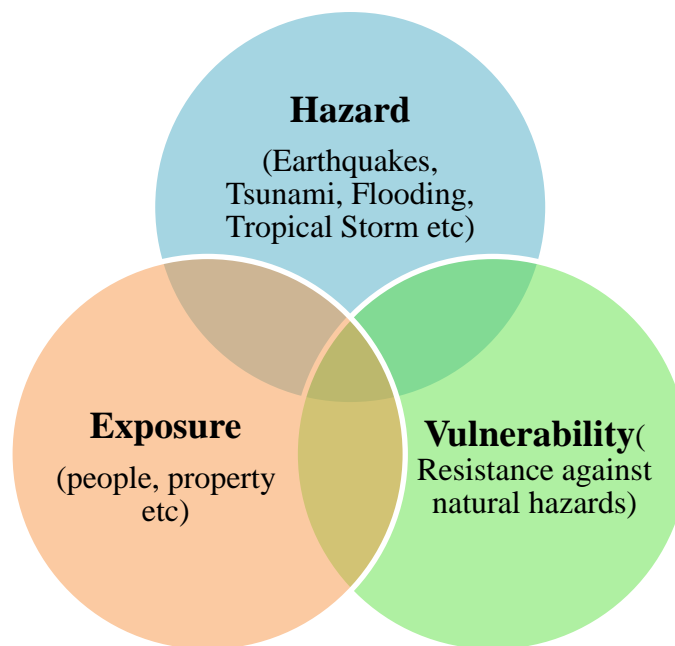 Hazard
(Earthquakes,
Tsunami, Flooding,
Tropical Storm etc)
Exposure
(people, property
etc)
Vulnerability(
Resistance against
natural hazards)